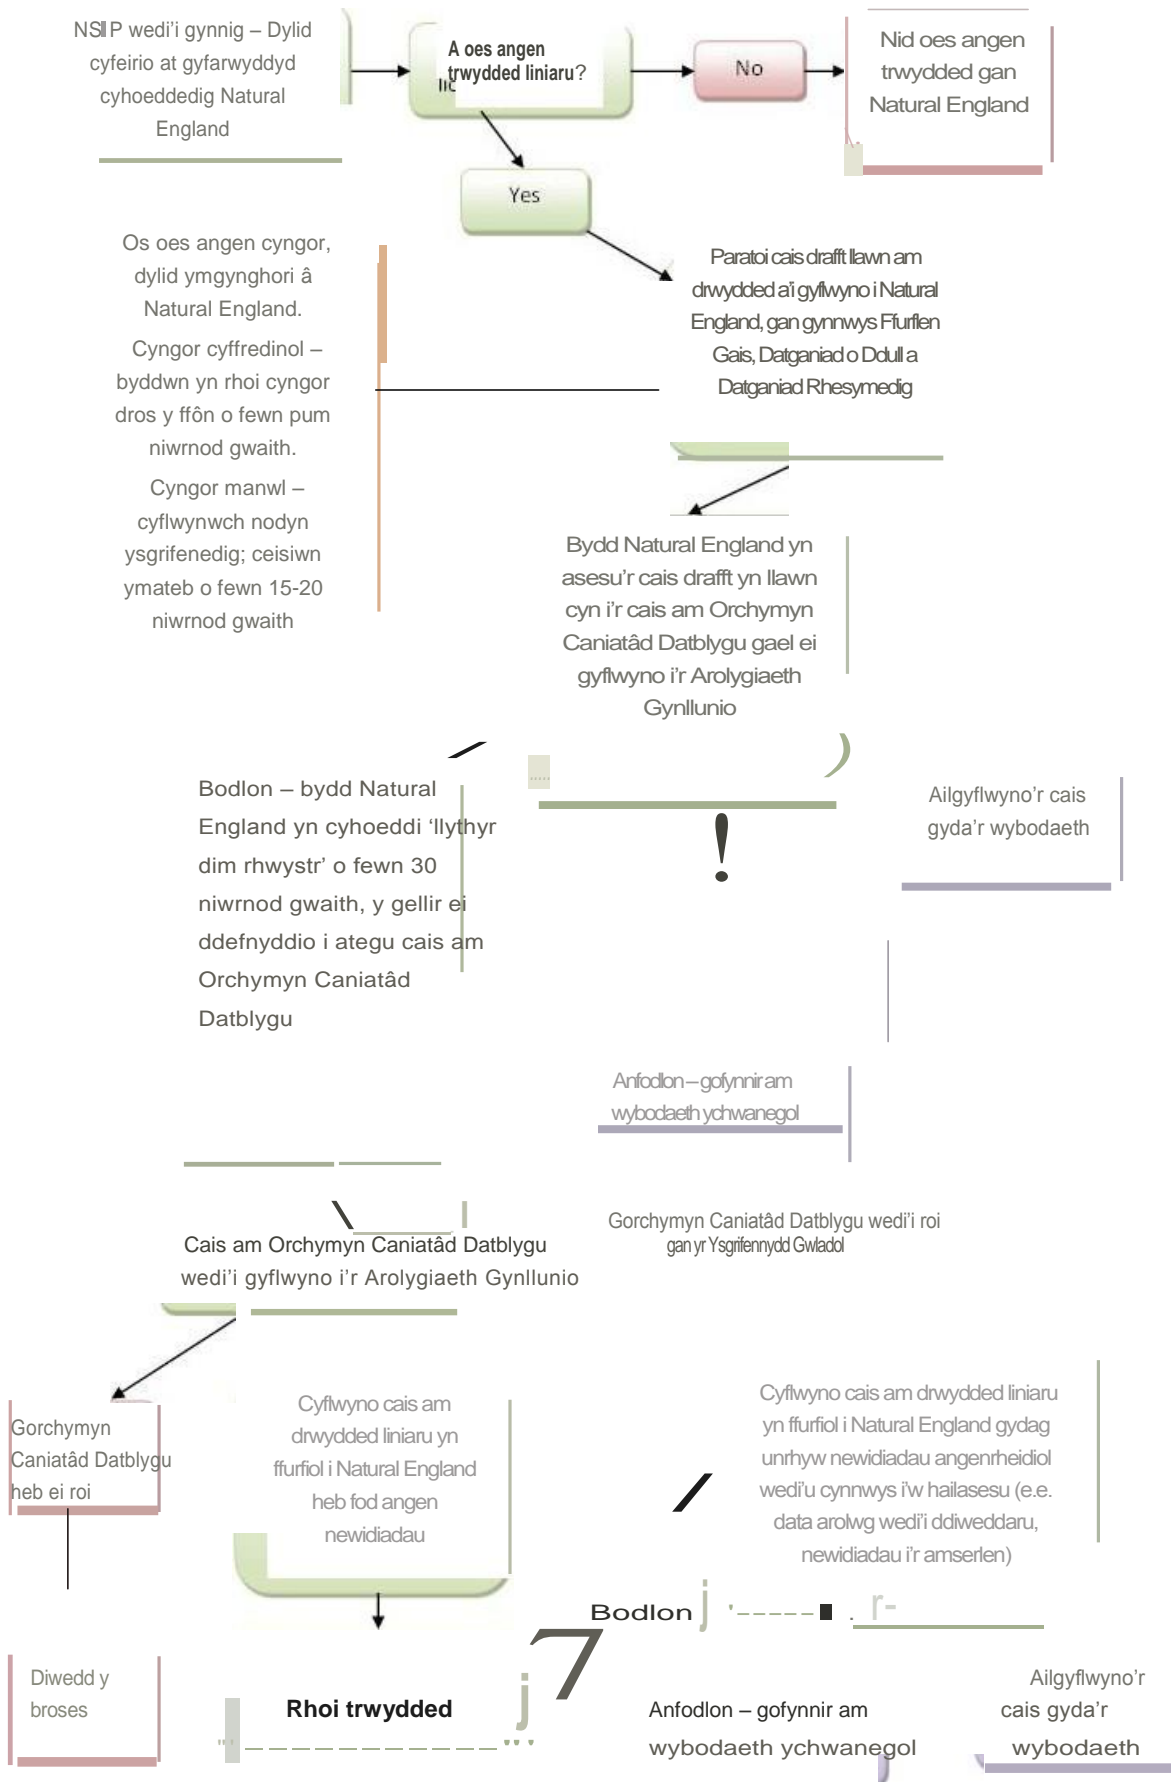 NSIP wedi'i gynnig – Dylid
cyfeirio at gyfarwyddyd
cyhoeddedig Natural
England
A oes angen
trwydded liniaru?
No
Nid oes angen
trwydded gan
Natural England
Yes
Os oes angen cyngor,
dylid ymgynghori â
Natural England.
Cyngor cyffredinol –
byddwn yn rhoi cyngor
dros y ffôn o fewn pum
niwrnod gwaith.
Cyngor manwl –
cyflwynwch nodyn
ysgrifenedig; ceisiwn
ymateb o fewn 15-20
niwrnod gwaith
Paratoi cais drafft llawn am
drwydded a'i gyflwyno i Natural
England, gan gynnwys Ffurflen
Gais, Datganiad o Ddull a
Datganiad Rhesymedig
Bydd Natural England yn
asesu'r cais drafft yn llawn
cyn i'r cais am Orchymyn
Caniatâd Datblygu gael ei
gyflwyno i'r Arolygiaeth
Gynllunio
Bodlon – bydd Natural
England yn cyhoeddi 'llythyr
dim rhwystr' o fewn 30
niwrnod gwaith, y gellir ei
ddefnyddio i ategu cais am
Orchymyn Caniatâd
Datblygu
!
Ailgyflwyno'r cais
gyda'r wybodaeth
Anfodlon – gofynnir am
wybodaeth ychwanegol
Cais am Orchymyn Caniatâd Datblygu
wedi'i gyflwyno i'r Arolygiaeth Gynllunio
Gorchymyn Caniatâd Datblygu wedi'i roi
gan yr Ysgrifennydd Gwladol
Gorchymyn
Caniatâd Datblygu
heb ei roi
Cyflwyno cais am
drwydded liniaru yn
ffurfiol i Natural England
heb fod angen
newidiadau
Cyflwyno cais am drwydded liniaru
yn ffurfiol i Natural England gydag
unrhyw newidiadau angenrheidiol
wedi'u cynnwys i'w hailasesu (e.e.
data arolwg wedi'i ddiweddaru,
newidiadau i'r amserlen)
Bodlon
Diwedd y
broses
Rhoi trwydded
Anfodlon – gofynnir am
wybodaeth ychwanegol
Ailgyflwyno'r
cais gyda'r
wybodaeth